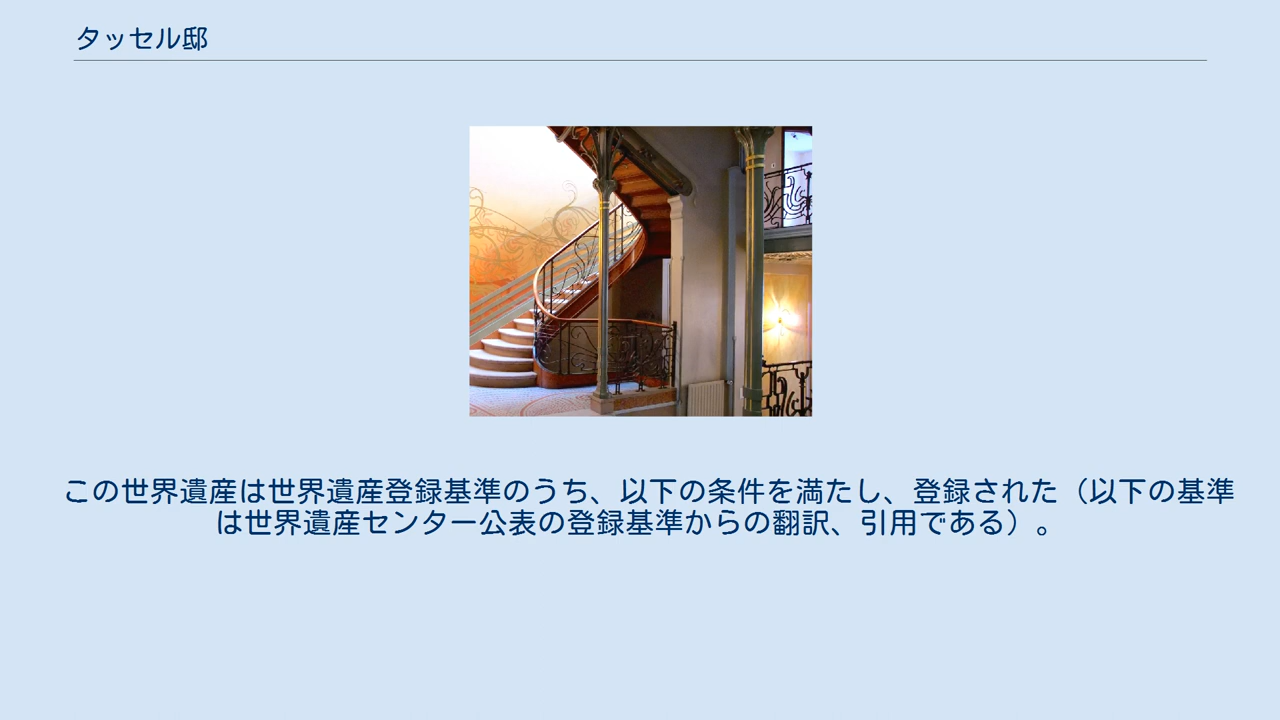 タッセル邸
この世界遺産は世界遺産登録基準のうち、以下の条件を満たし、登録された（以下の基準
は世界遺産センター公表の登録基準からの翻訳、引用である）。